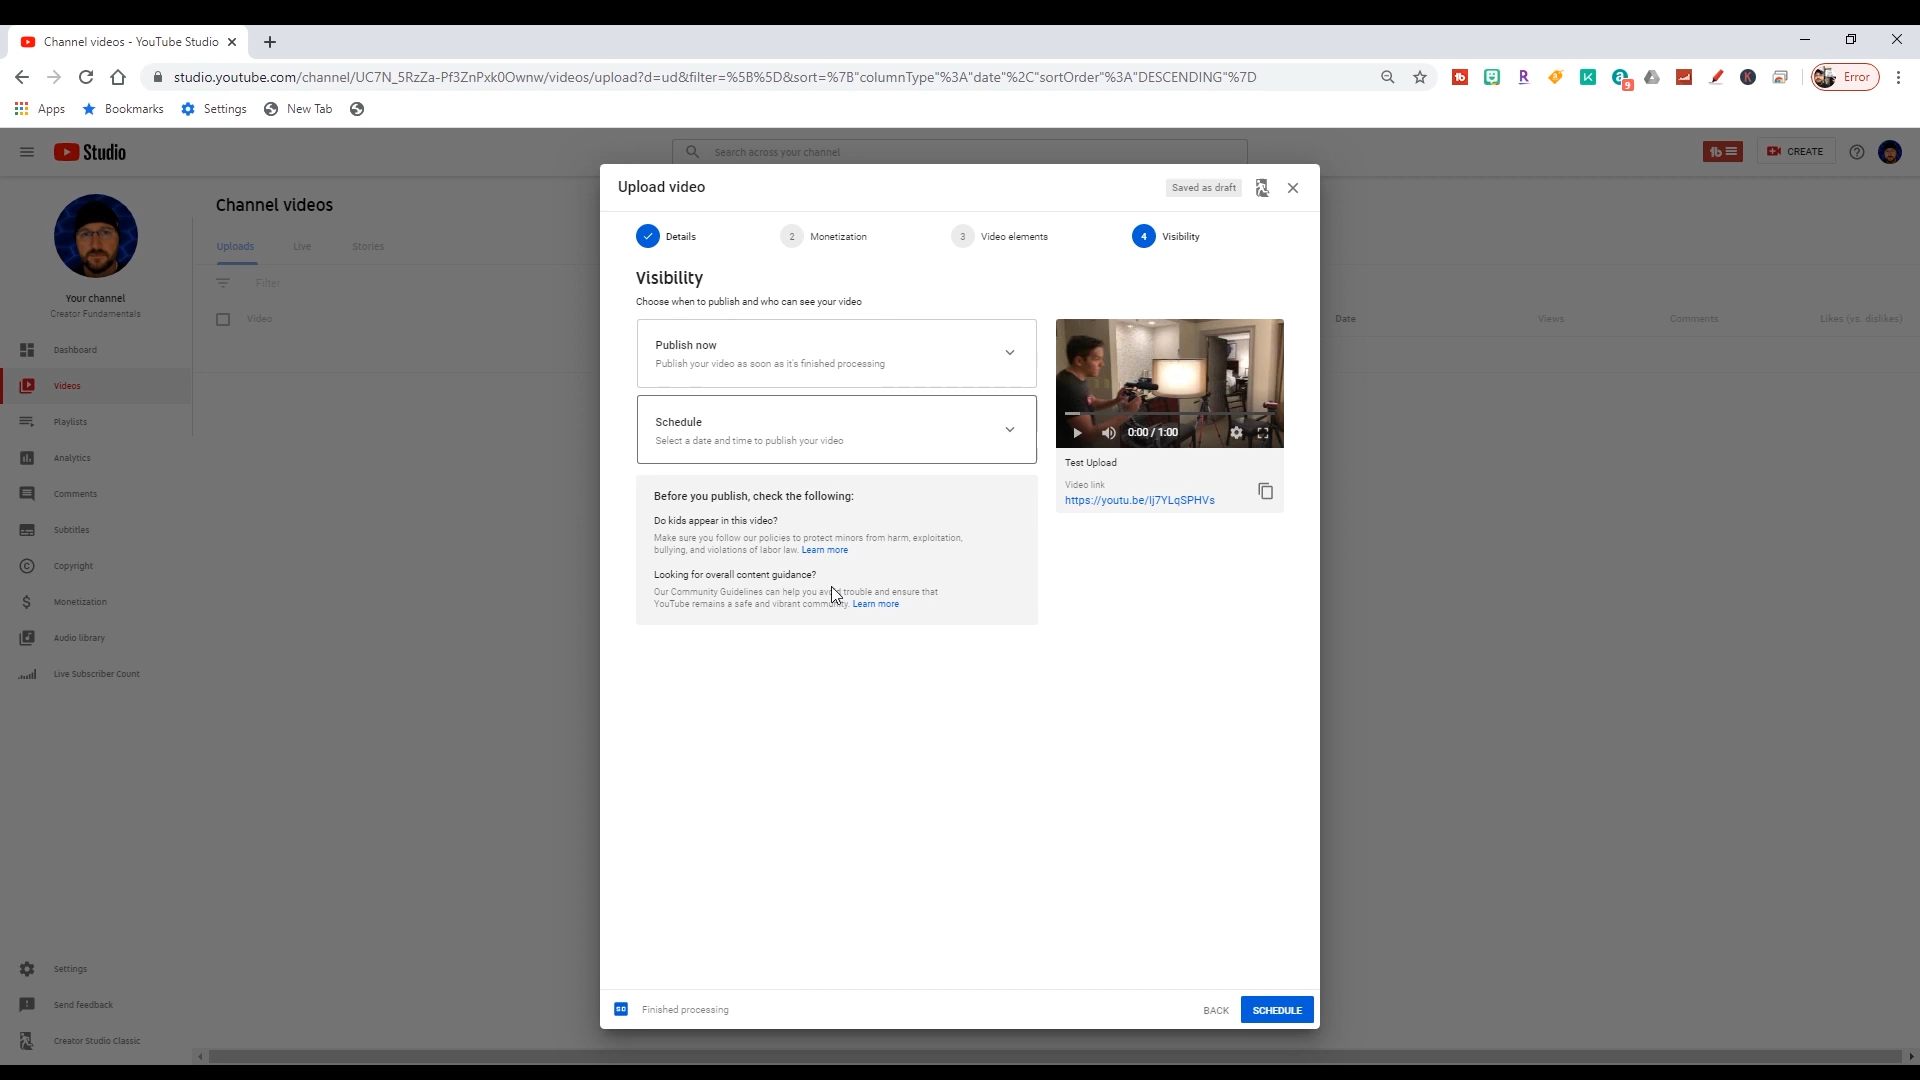 Channel videos - YouTube Studio
studio.youtube.com/channel/UC7N_5RzZa-Pf3ZnPxk0Ownw/videos/upload?d=ud&filter=%5B%5D&sort=%7B"columnType"%3A"date"%2C"sortOrder"%3A"DESCENDING"%7D
9
Error
Apps
Bookmarks
Settings
New Tab
Studio
Search across your channel
CREATE
Upload video
Saved as draft
Details
2 Monetization
3 Video elements
4 Visibility
Your channel
Creator Fundamentals
Dashboard
Videos
Playlists
Analytics
Comments
Subtitles
Copyright
Monetization
Audio library
Live Subscriber Count
Settings
Send feedback
Creator Studio Classic
Channel videos
Uploads
Live
Stories
Filter
Video
Date
Views
Comments
Likes (vs. dislikes)
Visibility
Choose when to publish and who can see your video
Publish now
Publish your video as soon as it's finished processing
Schedule
Select a date and time to publish your video
Before you publish, check the following:
Do kids appear in this video?
Make sure you follow our policies to protect minors from harm, exploitation,
bullying, and violations of labor law. Learn more
Looking for overall content guidance?
Our Community Guidelines can help you avoid trouble and ensure that
YouTube remains a safe and vibrant community. Learn more
0:00 / 1:00
Test Upload
Video link
https://youtu.be/Ij7YLqSPHVs
SD
Finished processing
BACK
SCHEDULE